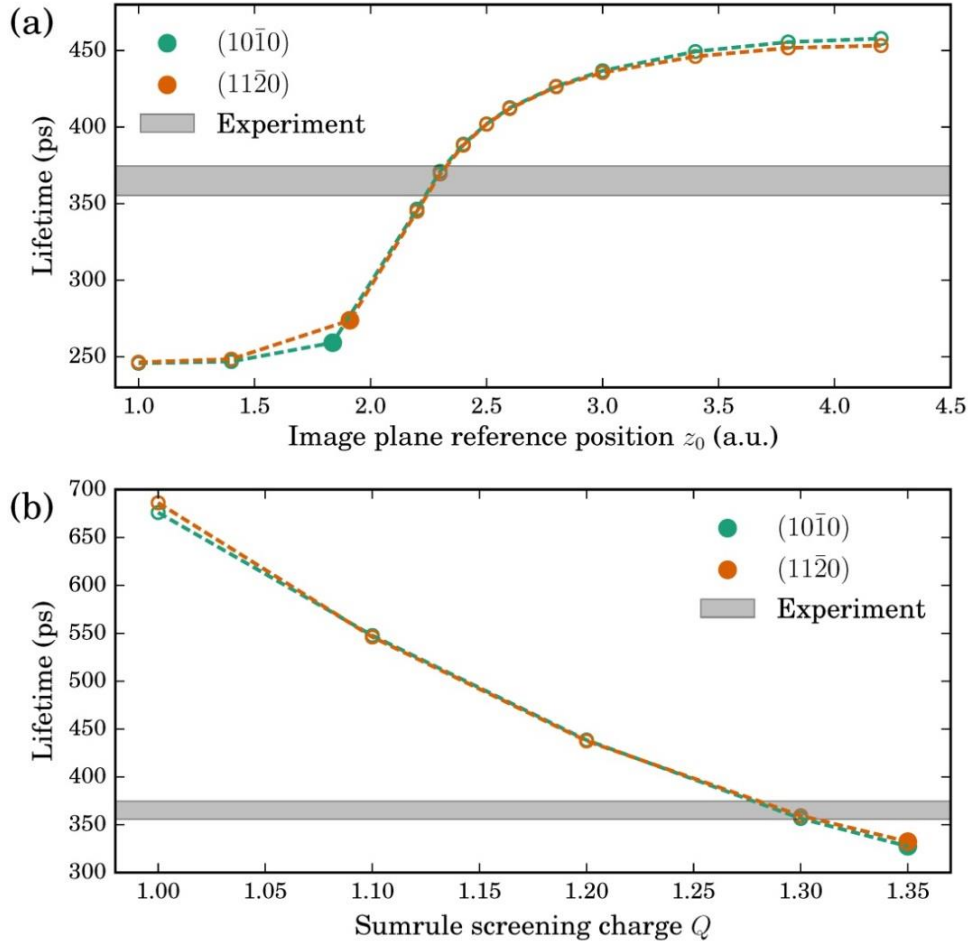 (a)
(101̄0)
(112̄0)
Experiment
450
400
350
300
250
Lifetime (ps)
1.0 1.5 2.0 2.5 3.0 3.5 4.0 4.5
Image plane reference position z₀ (a.u.)
(b)
700
650
600
550
500
450
400
350
300
Lifetime (ps)
(101̄0)
(112̄0)
Experiment
1.00 1.05 1.10 1.15 1.20 1.25 1.30 1.35
Sumrule screening charge Q